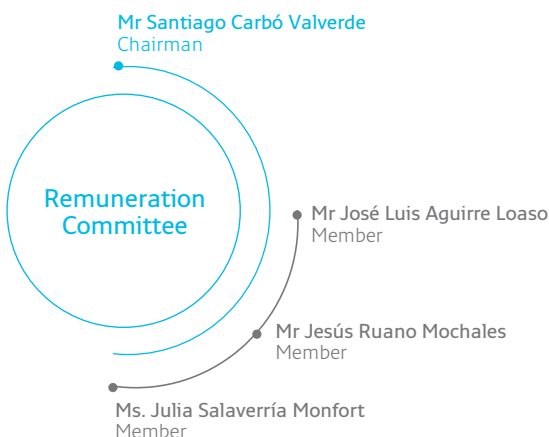 Mr Santiago Carbó Valverde
Chairman
Remuneration
Committee
Mr José Luis Aguirre Loaso
Member
Mr Jesús Ruano Mochales
Member
Ms. Julia Salaverría Monfort
Member